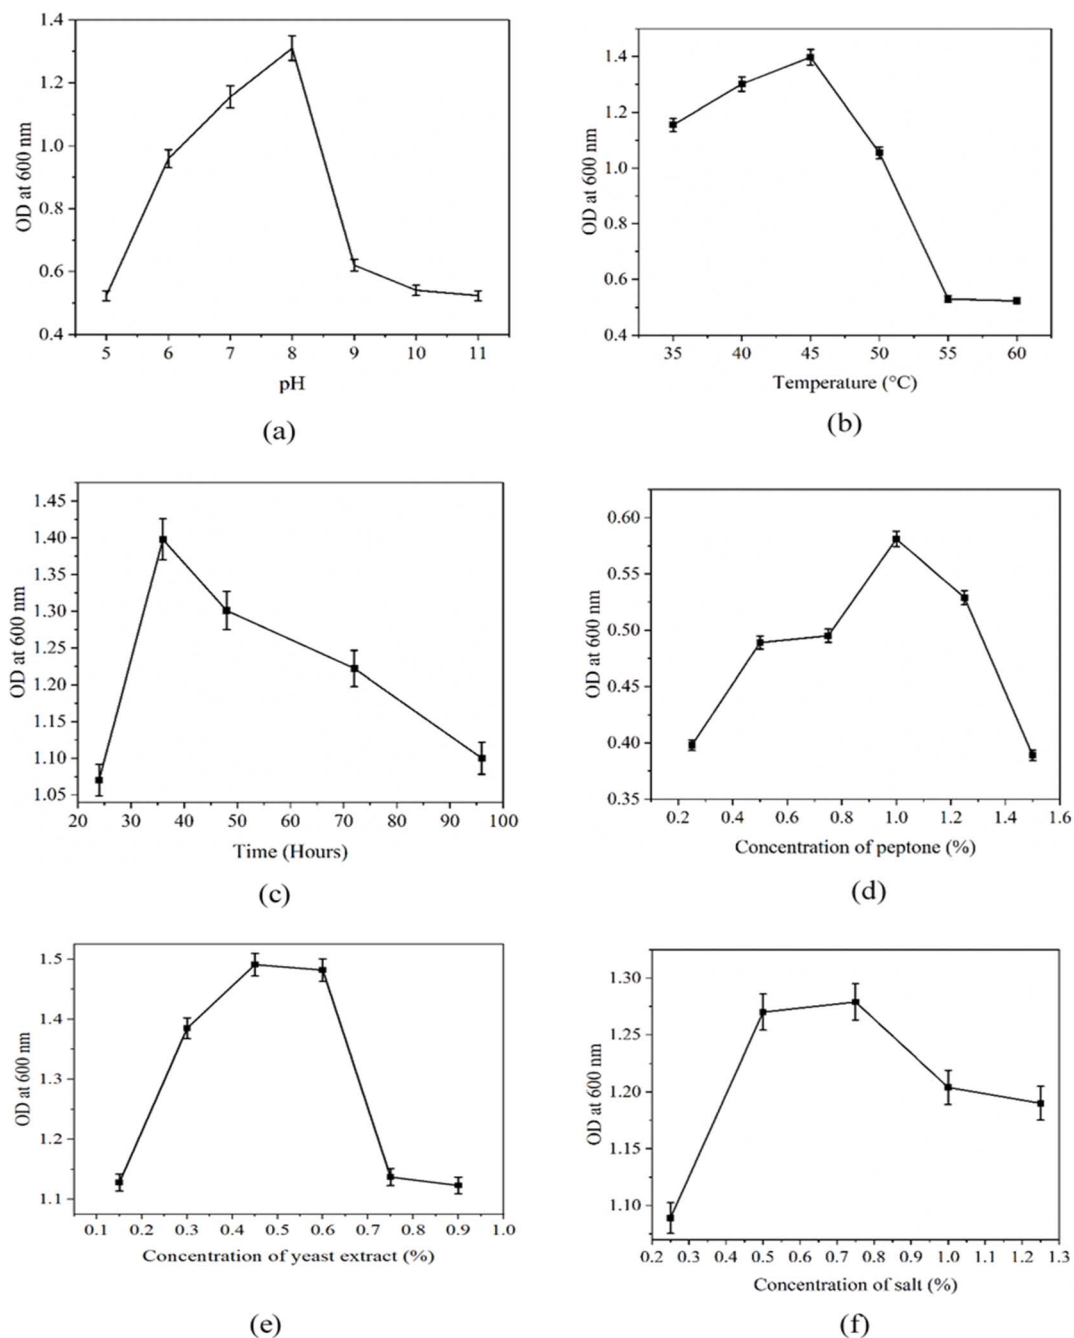 1.4
1.2
1.0
0.8
0.6
0.4
OD at 600 nm
5 6 7 8 9 10 11
pH
(a)
1.4
1.2
1.0
0.8
0.6
0.4
OD at 600 nm
35 40 45 50 55 60
Temperature (°C)
(b)
1.45
1.40
1.35
1.30
1.25
1.20
1.15
1.10
1.05
OD at 600 nm
20 30 40 50 60 70 80 90 100
Time (Hours)
(c)
0.60
0.55
0.50
0.45
0.40
0.35
OD at 600 nm
0.2 0.4 0.6 0.8 1.0 1.2 1.4 1.6
Concentration of peptone (%)
(d)
1.5
1.4
1.3
1.2
1.1
OD at 600 nm
0.1 0.2 0.3 0.4 0.5 0.6 0.7 0.8 0.9 1.0
Concentration of yeast extract (%)
(e)
1.30
1.25
1.20
1.15
1.10
OD at 600 nm
0.2 0.3 0.4 0.5 0.6 0.7 0.8 0.9 1.0 1.1 1.2 1.3
Concentration of salt (%)
(f)